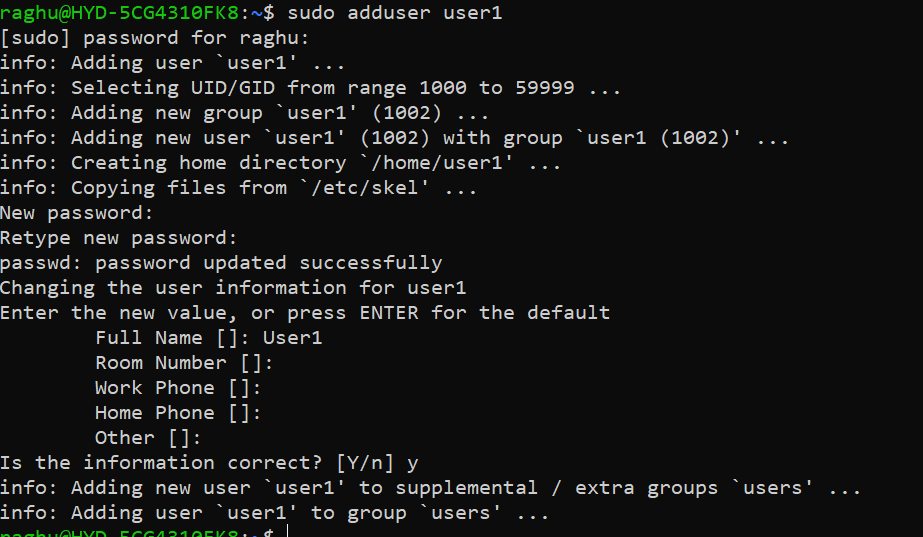 raghu@HYD-5CG4310FK8:~$ sudo adduser user1
[sudo] password for raghu:
info: Adding user `user1' ...
info: Selecting UID/GID from range 1000 to 59999 ...
info: Adding new group `user1' (1002) ...
info: Adding new user `user1' (1002) with group `user1 (1002)' ...
info: Creating home directory `/home/user1' ...
info: Copying files from `/etc/skel' ...
New password:
Retype new password:
passwd: password updated successfully
Changing the user information for user1
Enter the new value, or press ENTER for the default
        Full Name []: User1
        Room Number []:
        Work Phone []:
        Home Phone []:
        Other []:
Is the information correct? [Y/n] y
info: Adding new user `user1' to supplemental / extra groups `users' ...
info: Adding user `user1' to group `users' ...
raghu@HYD-5CG4310FK8:~$